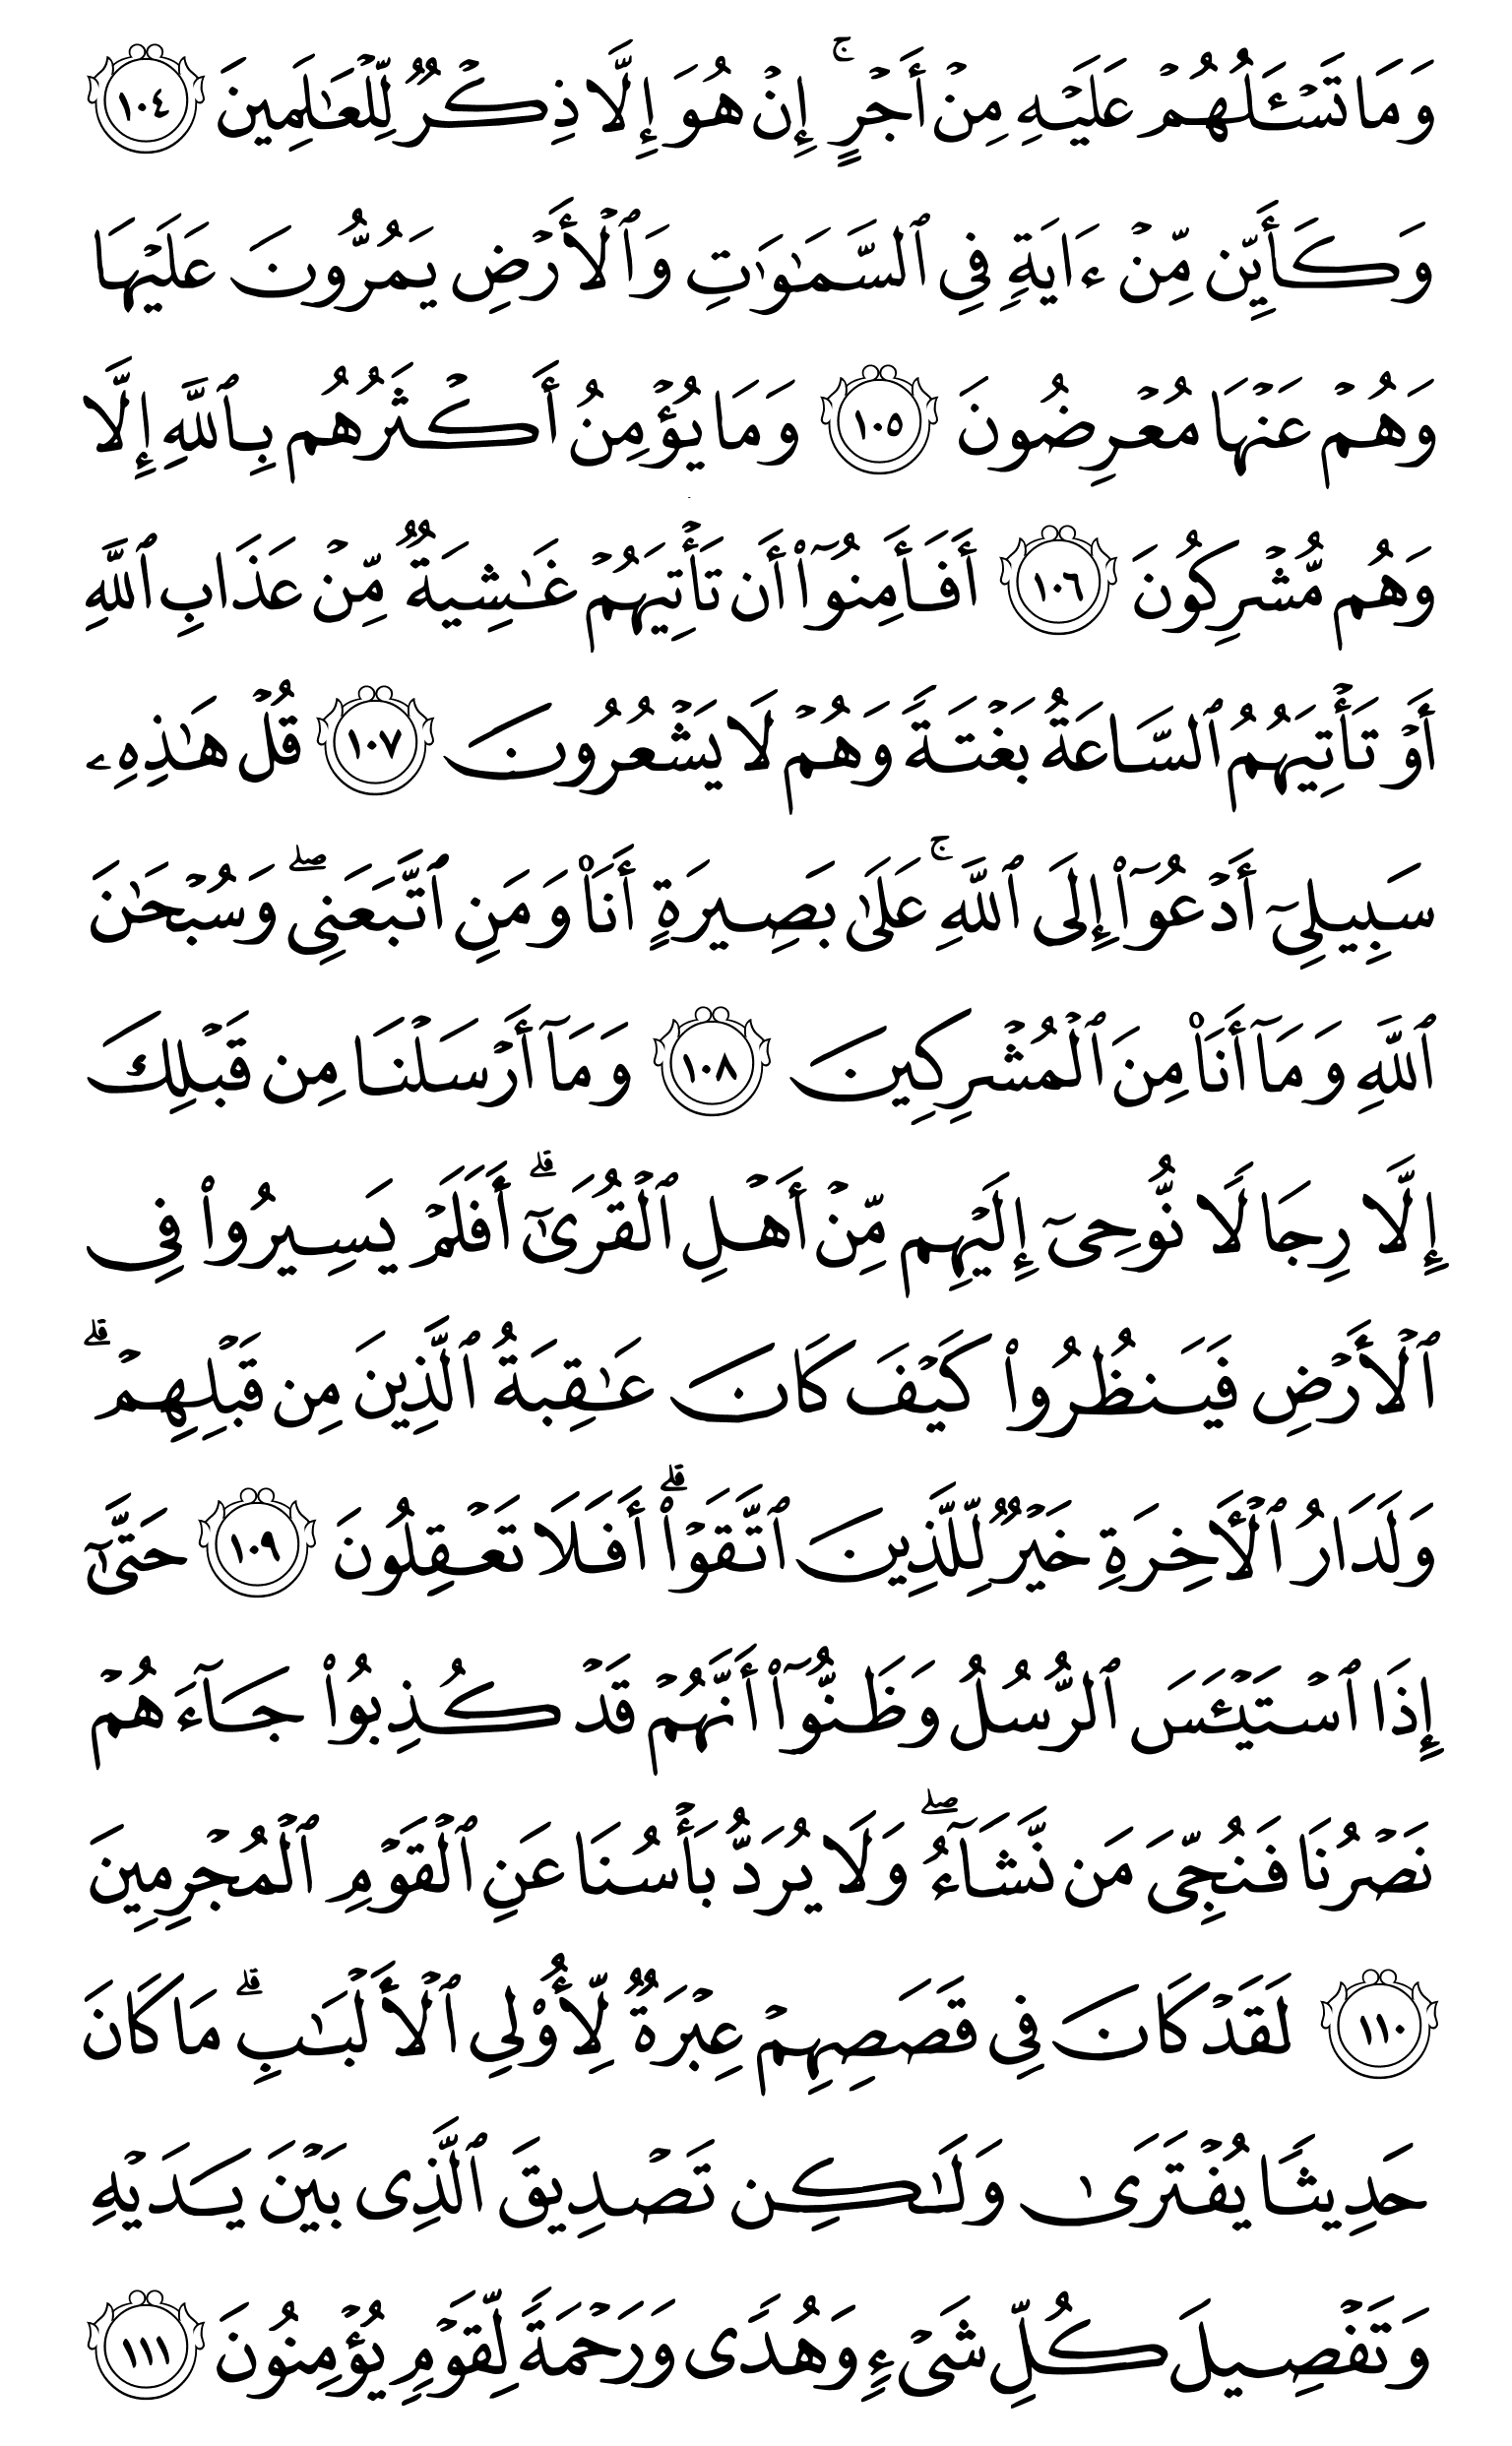 وَمَا تَسۡـَٔلُهُمۡ عَلَيۡهِ مِنۡ أَجۡرٍۚ إِنۡ هُوَ إِلَّا ذِكۡرٞ لِّلۡعَٰلَمِينَ ١٠٤
وَكَأَيِّن مِّنۡ ءَايَةٖ فِي ٱلسَّمَٰوَٰتِ وَٱلۡأَرۡضِ يَمُرُّونَ عَلَيۡهَا
وَهُمۡ عَنۡهَا مُعۡرِضُونَ ١٠٥ وَمَا يُؤۡمِنُ أَكۡثَرُهُم بِٱللَّهِ إِلَّا
وَهُم مُّشۡرِكُونَ ١٠٦ أَفَأَمِنُوٓاْ أَن تَأۡتِيَهُمۡ غَٰشِيَةٞ مِّنۡ عَذَابِ ٱللَّهِ
أَوۡ تَأۡتِيَهُمُ ٱلسَّاعَةُ بَغۡتَةٗ وَهُمۡ لَا يَشۡعُرُونَ ١٠٧ قُلۡ هَٰذِهِۦ
سَبِيلِيٓ أَدۡعُوٓاْ إِلَى ٱللَّهِۚ عَلَىٰ بَصِيرَةٍ أَنَا۠ وَمَنِ ٱتَّبَعَنِيۖ وَسُبۡحَٰنَ
ٱللَّهِ وَمَآ أَنَا۠ مِنَ ٱلۡمُشۡرِكِينَ ١٠٨ وَمَآ أَرۡسَلۡنَا مِن قَبۡلِكَ
إِلَّا رِجَالٗا نُّوحِيٓ إِلَيۡهِم مِّنۡ أَهۡلِ ٱلۡقُرَىٰٓۗ أَفَلَمۡ يَسِيرُواْ فِي
ٱلۡأَرۡضِ فَيَنظُرُواْ كَيۡفَ كَانَ عَٰقِبَةُ ٱلَّذِينَ مِن قَبۡلِهِمۡۗ
وَلَدَارُ ٱلۡأٓخِرَةِ خَيۡرٞ لِّلَّذِينَ ٱتَّقَوۡاْۗ أَفَلَا تَعۡقِلُونَ ١٠٩ حَتَّىٰٓ
إِذَا ٱسۡتَيۡـَٔسَ ٱلرُّسُلُ وَظَنُّوٓاْ أَنَّهُمۡ قَدۡ كُذِبُواْ جَآءَهُمۡ
نَصۡرُنَا فَنُجِّيَ مَن نَّشَآءُۖ وَلَا يُرَدُّ بَأۡسُنَا عَنِ ٱلۡقَوۡمِ ٱلۡمُجۡرِمِينَ
١١٠ لَقَدۡ كَانَ فِي قَصَصِهِمۡ عِبۡرَةٞ لِّأُوْلِي ٱلۡأَلۡبَٰبِۗ مَا كَانَ
حَدِيثٗا يُفۡتَرَىٰ وَلَٰكِن تَصۡدِيقَ ٱلَّذِي بَيۡنَ يَدَيۡهِ
وَتَفۡصِيلَ كُلِّ شَيۡءٖ وَهُدٗى وَرَحۡمَةٗ لِّقَوۡمٖ يُؤۡمِنُونَ ١١١